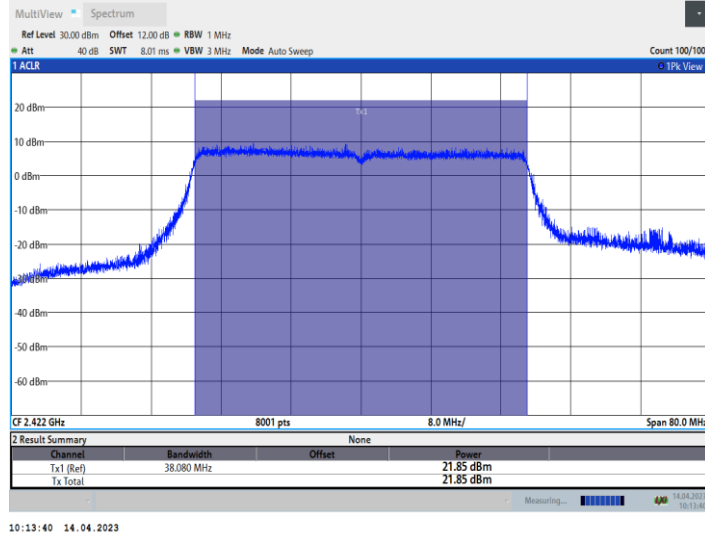 MultiView Spectrum
Ref Level 30.00 dBm Offset 12.00 dB RBW 1 MHz
Att 40 dB SWT 8.01 ms VBW 3 MHz Mode Auto Sweep Count 100/100
1 ACLR 1Pk View
Tx1
20 dBm
10 dBm
0 dBm
-10 dBm
-20 dBm
-30 dBm
-40 dBm
-50 dBm
-60 dBm
CF 2.422 GHz 8001 pts 8.0 MHz/ Span 80.0 MHz
2 Result Summary None
Channel Bandwidth Offset Power
Tx1 (Ref) 38.080 MHz 21.85 dBm
Tx Total 21.85 dBm
Measuring... 14.04.2023
10:13:40
10:13:40 14.04.2023